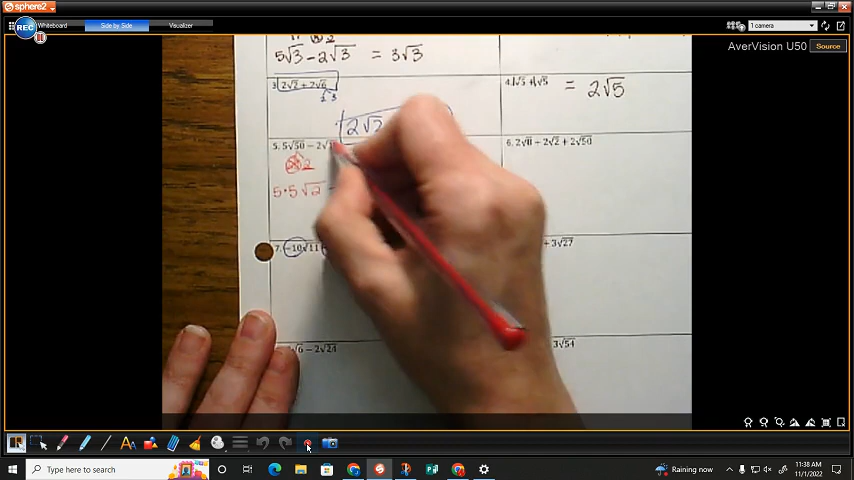 sphere2
REC
Whiteboard
Side by Side
Visualizer
1 camera
AverVision U50
Source
5√3 - 2√3 = 3√3
3. 2√2 + 7√6
2 3
= 2√5
2√2
5. 5√50 - 2√
6. 2√8 + 2√2 + 2√50
2
5·5√2
7. -10√11
+ 3√27
√6 - 2√24
3√54
Type here to search
Raining now
11:38 AM
11/1/2022